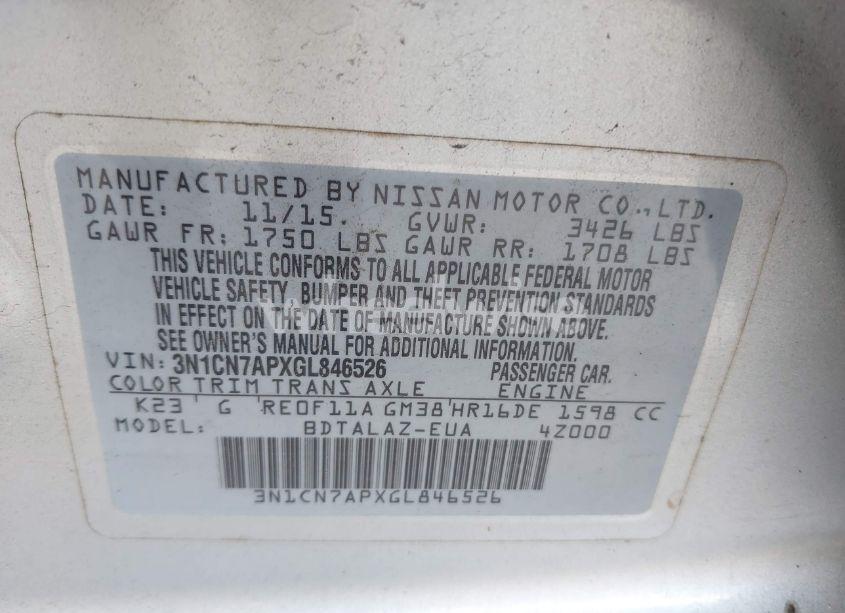 MANUFACTURED BY NISSAN MOTOR CO., LTD.
DATE: 11/15. GVWR: 3426 LBS
GAWR FR: 1750 LBS GAWR RR: 1708 LBS
THIS VEHICLE CONFORMS TO ALL APPLICABLE FEDERAL MOTOR
VEHICLE SAFETY, BUMPER AND THEFT PREVENTION STANDARDS
IN EFFECT ON THE DATE OF MANUFACTURE SHOWN ABOVE.
SEE OWNER'S MANUAL FOR ADDITIONAL INFORMATION.
VIN: 3N1CN7APXGL846526 PASSENGER CAR.
COLOR TRIM TRANS AXLE ENGINE
K23 G RE0F11A GM38 HR16DE 1598 CC
MODEL: BDTALAZ-EUA 4Z000
3N1CN7APXGL846526